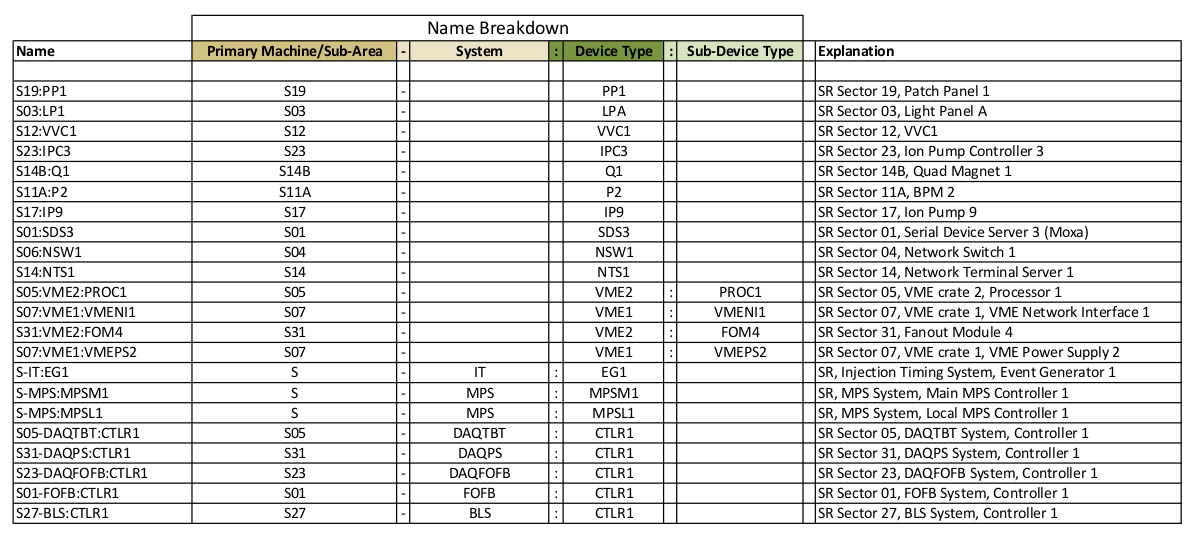 Name Breakdown
Name Primary Machine/Sub-Area - System : Device Type : Sub-Device Type Explanation
S19:PP1 S19 - PP1 SR Sector 19, Patch Panel 1
S03:LP1 S03 - LPA SR Sector 03, Light Panel A
S12:VVC1 S12 - VVC1 SR Sector 12, VVC1
S23:IPC3 S23 - IPC3 SR Sector 23, Ion Pump Controller 3
S14B:Q1 S14B - Q1 SR Sector 14B, Quad Magnet 1
S11A:P2 S11A - P2 SR Sector 11A, BPM 2
S17:IP9 S17 - IP9 SR Sector 17, Ion Pump 9
S01:SDS3 S01 - SDS3 SR Sector 01, Serial Device Server 3 (Moxa)
S06:NSW1 S04 - NSW1 SR Sector 04, Network Switch 1
S14:NTS1 S14 - NTS1 SR Sector 14, Network Terminal Server 1
S05:VME2:PROC1 S05 - VME2 : PROC1 SR Sector 05, VME crate 2, Processor 1
S07:VME1:VMENI1 S07 - VME1 : VMENI1 SR Sector 07, VME crate 1, VME Network Interface 1
S31:VME2:FOM4 S31 - VME2 : FOM4 SR Sector 31, Fanout Module 4
S07:VME1:VMEPS2 S07 - VME1 : VMEPS2 SR Sector 07, VME crate 1, VME Power Supply 2
S-IT:EG1 S - IT : EG1 SR, Injection Timing System, Event Generator 1
S-MPS:MPSM1 S - MPS : MPSM1 SR, MPS System, Main MPS Controller 1
S-MPS:MPSL1 S - MPS : MPSL1 SR, MPS System, Local MPS Controller 1
S05-DAQTBT:CTLR1 S05 - DAQTBT : CTLR1 SR Sector 05, DAQTBT System, Controller 1
S31-DAQPS:CTLR1 S31 - DAQPS : CTLR1 SR Sector 31, DAQPS System, Controller 1
S23-DAQFOFB:CTLR1 S23 - DAQFOFB : CTLR1 SR Sector 23, DAQFOFB System, Controller 1
S01-FOFB:CTLR1 S01 - FOFB : CTLR1 SR Sector 01, FOFB System, Controller 1
S27-BLS:CTLR1 S27 - BLS : CTLR1 SR Sector 27, BLS System, Controller 1